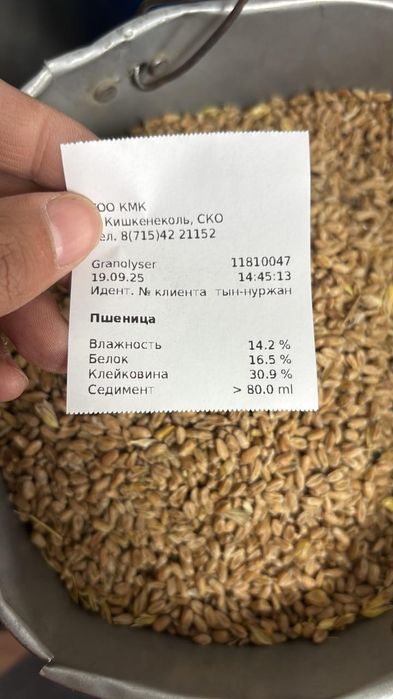 ОО КМК
Кишкенеколь, СКО
ел. 8(715)42 21152
Granolyser 11810047
19.09.25 14:45:13
Идент. № клиента тын-нуржан
Пшеница
Влажность 14.2 %
Белок 16.5 %
Клейковина 30.9 %
Седимент > 80.0 ml